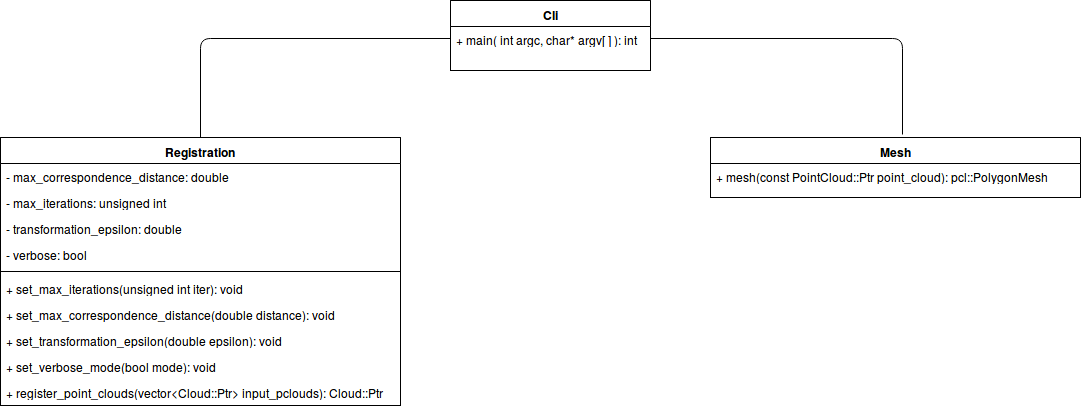 Cli
+ main( int argc, char* argv[ ] ): int
Registration
- max_correspondence_distance: double
- max_iterations: unsigned int
- transformation_epsilon: double
- verbose: bool
+ set_max_iterations(unsigned int iter): void
+ set_max_correspondence_distance(double distance): void
+ set_transformation_epsilon(double epsilon): void
+ set_verbose_mode(bool mode): void
+ register_point_clouds(vector<Cloud::Ptr> input_pclouds): Cloud::Ptr
Mesh
+ mesh(const PointCloud::Ptr point_cloud): pcl::PolygonMesh